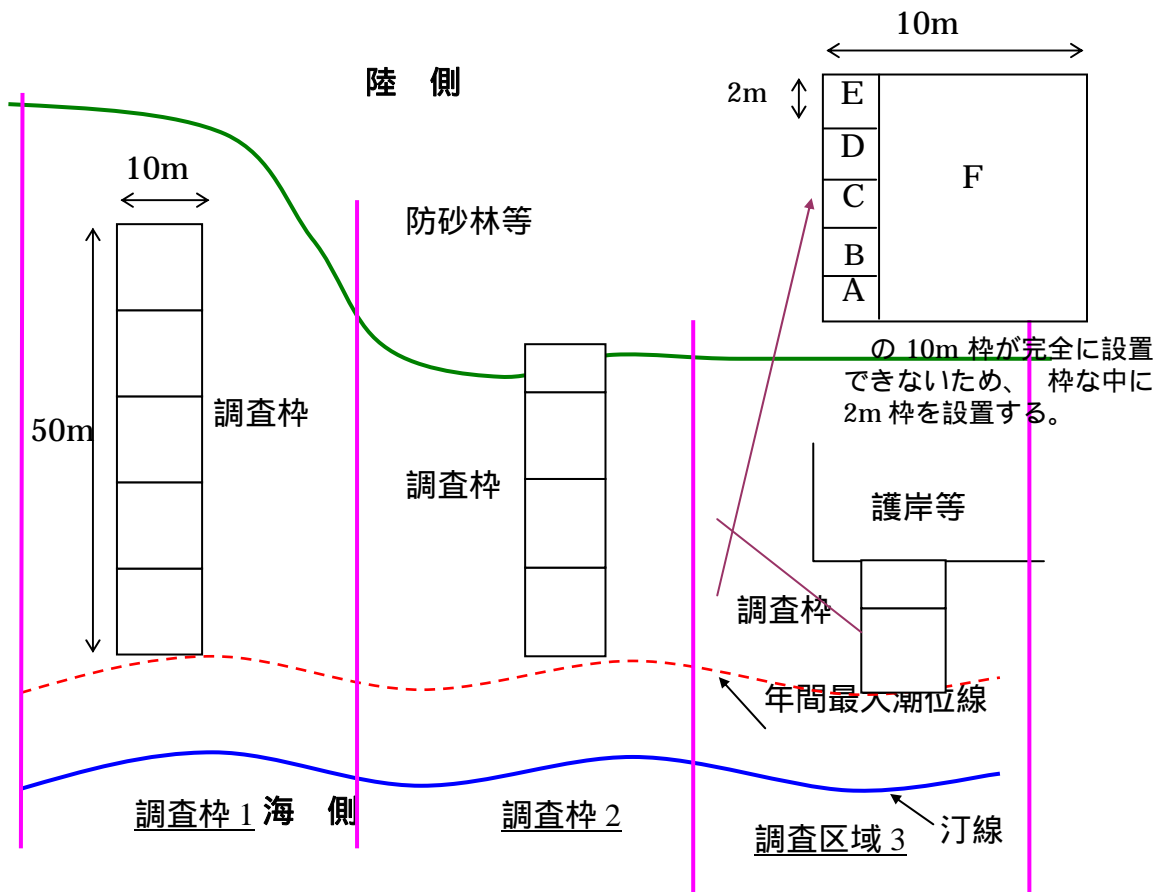 10m
陸 側
2m
E
D
C
B
A
F
10m
防砂林等
の 10m 枠が完全に設置
できないため、 枠な中に
2m 枠を設置する。
50m
調査枠
調査枠
護岸等
調査枠
年間最大潮位線
調査枠 1
海 側
調査枠 2
調査区域 3
汀線